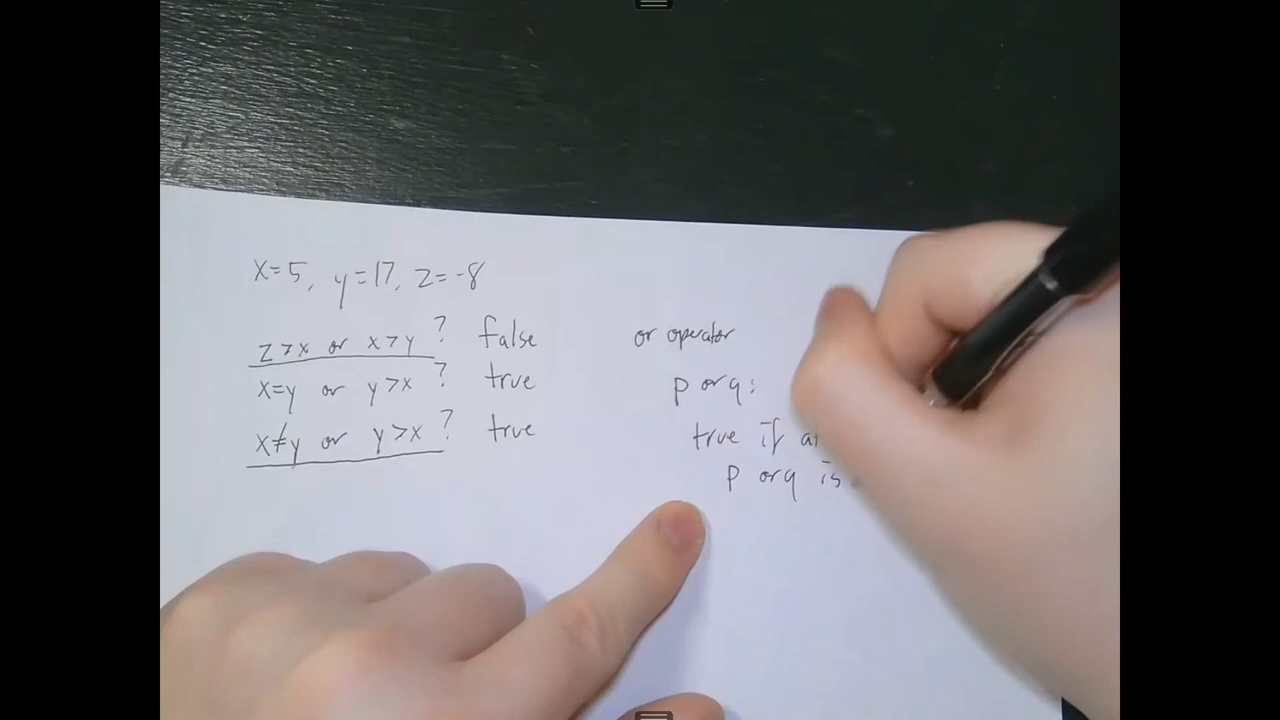 x=5, y=17, z=-8
z>x or x>y ? false
x=y or y>x ? true
x≠y or y>x ? true
or operator
p or q:
true if
p or q is